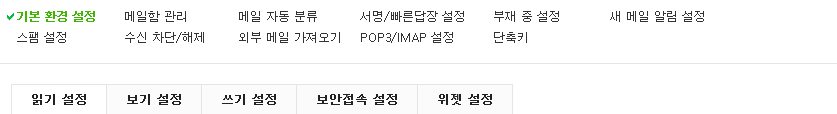 기본 환경 설정 메일함 관리 메일 자동 분류 서명/빠른답장 설정 부재 중 설정 새 메일 알림 설정
스팸 설정 수신 차단/해제 외부 메일 가져오기 POP3/IMAP 설정 단축키
읽기 설정 보기 설정 쓰기 설정 보안접속 설정 위젯 설정